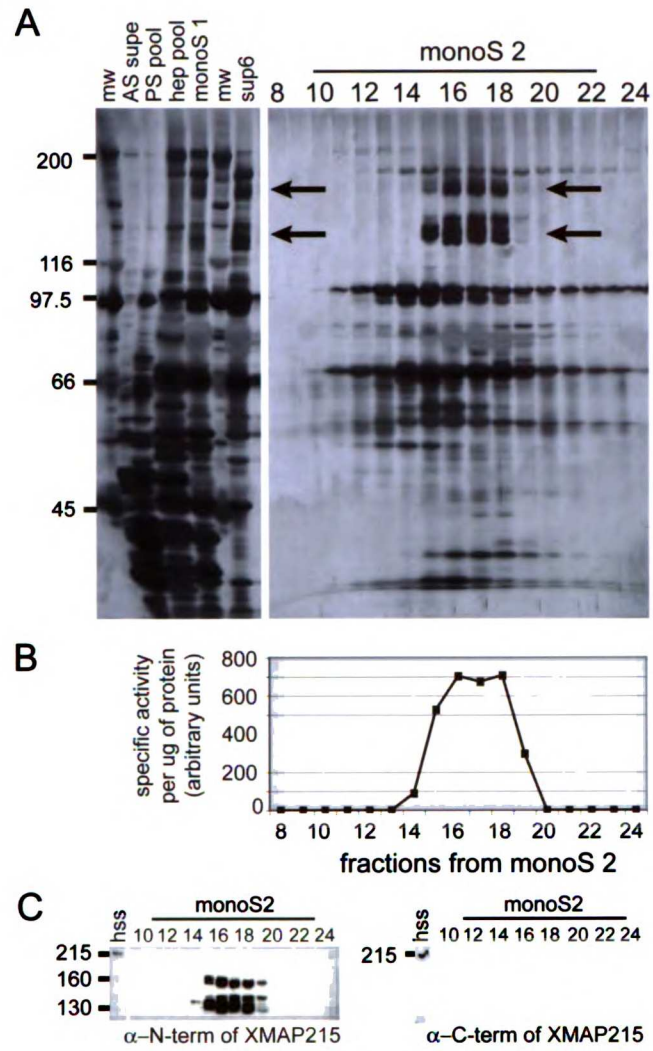 A
mw
AS supe
PS pool
hep pool
monoS 1
mw
sup6
monoS 2
8 10 12 14 16 18 20 22 24
200
116
97.5
66
45
B
specific activity
per ug of protein
(arbitrary units)
800
600
400
200
0
8 10 12 14 16 18 20 22 24
fractions from monoS 2
C
hss
monoS2
10 12 14 16 18 20 22 24
215
160
130
α–N-term of XMAP215
hss
monoS2
10 12 14 16 18 20 22 24
215
α–C-term of XMAP215